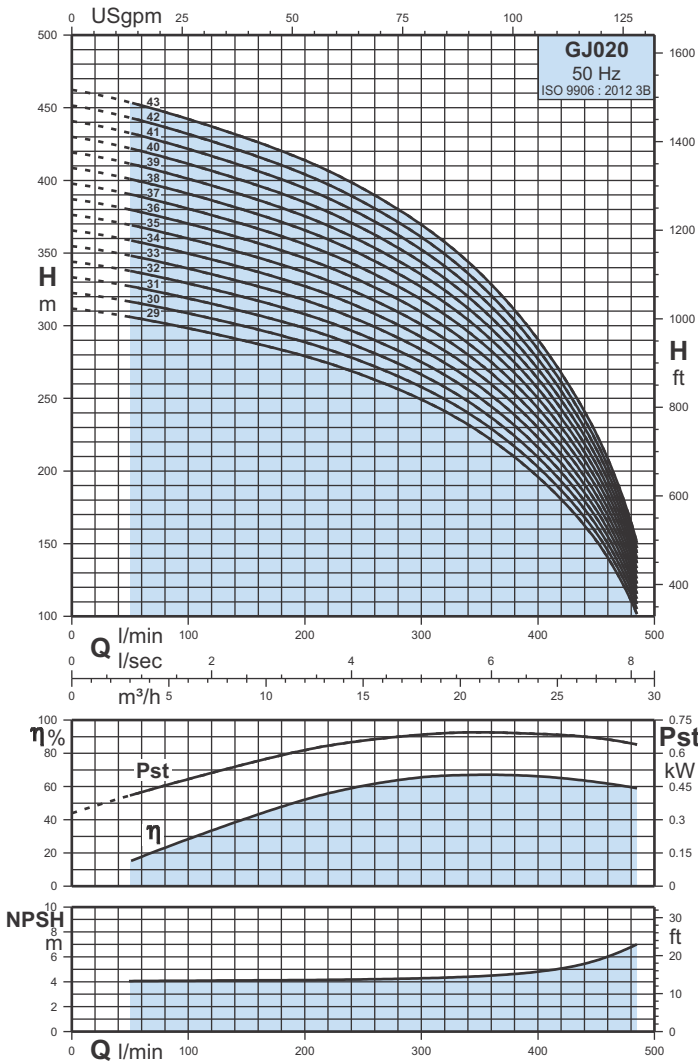 0 USgpm 25 50 75 100 125
GJ020
50 Hz
ISO 9906 : 2012 3B
500
450
400
350
H
m
300
250
200
150
100
1600
1400
1200
1000
H
ft
800
600
400
43
42
41
40
39
38
37
36
35
34
33
32
31
30
29
0 100 200 300 400 500
Q l/min
0 l/sec 2 4 6 8
0 m³/h 5 10 15 20 25 30
100
η%
80
60
40
20
0
0.75
Pst
0.6
kW
0.45
0.3
0.15
0
Pst
η
10
NPSH
8
m
6
4
2
0
30
ft
20
10
0
0 100 200 300 400 500
Q l/min